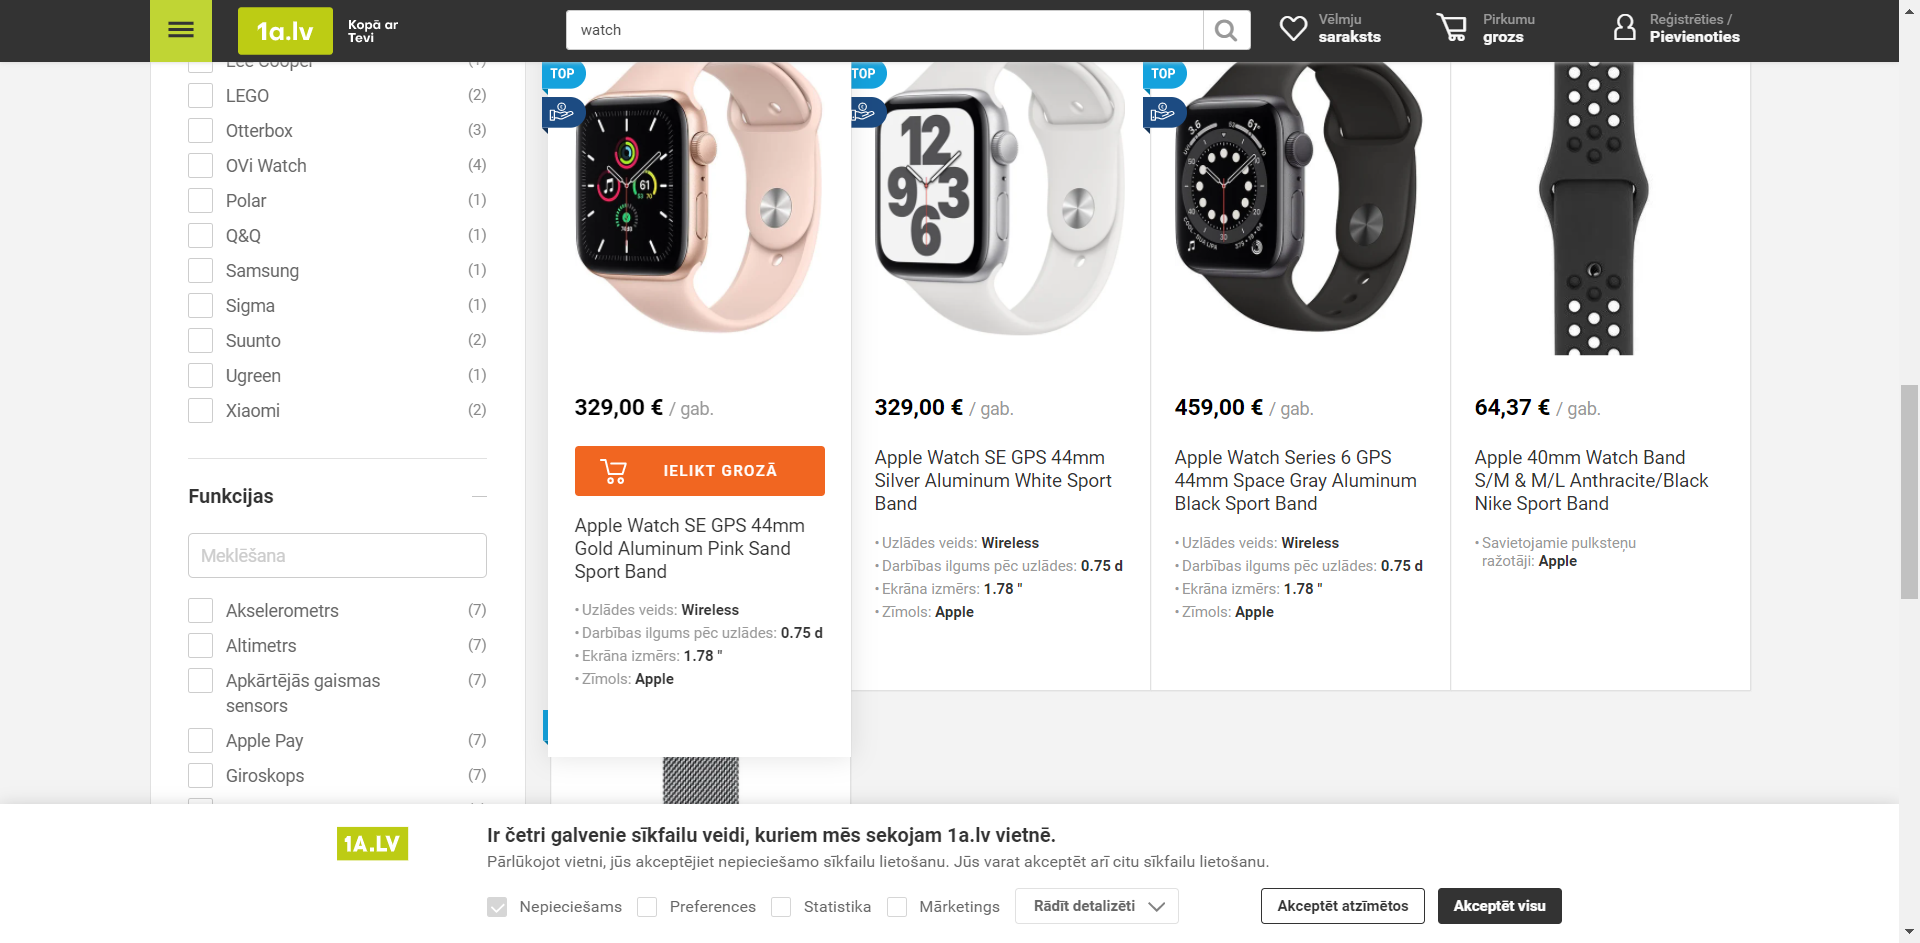 1a.lv
Kopā ar
Tevi
watch
Vēlmju
saraksts
Pirkumu
grozs
Reģistrēties /
Pievienoties
Lee Cooper (1)
LEGO (2)
Otterbox (3)
OVi Watch (4)
Polar (1)
Q&Q (1)
Samsung (1)
Sigma (1)
Suunto (2)
Ugreen (1)
Xiaomi (2)
Funkcijas
Meklēšana
Akselerometrs (7)
Altimetrs (7)
Apkārtējās gaismas
sensors (7)
Apple Pay (7)
Giroskops (7)
TOP
329,00 € / gab.
IELIKT GROZĀ
Apple Watch SE GPS 44mm
Gold Aluminum Pink Sand
Sport Band
• Uzlādes veids: Wireless
• Darbības ilgums pēc uzlādes: 0.75 d
• Ekrāna izmērs: 1.78 "
• Zīmols: Apple
TOP
12
9 3
6
329,00 € / gab.
Apple Watch SE GPS 44mm
Silver Aluminum White Sport
Band
• Uzlādes veids: Wireless
• Darbības ilgums pēc uzlādes: 0.75 d
• Ekrāna izmērs: 1.78 "
• Zīmols: Apple
TOP
459,00 € / gab.
Apple Watch Series 6 GPS
44mm Space Gray Aluminum
Black Sport Band
• Uzlādes veids: Wireless
• Darbības ilgums pēc uzlādes: 0.75 d
• Ekrāna izmērs: 1.78 "
• Zīmols: Apple
64,37 € / gab.
Apple 40mm Watch Band
S/M & M/L Anthracite/Black
Nike Sport Band
• Savietojamie pulksteņu
ražotāji: Apple
1A.LV
Ir četri galvenie sīkfailu veidi, kuriem mēs sekojam 1a.lv vietnē.
Pārlūkojot vietni, jūs akceptējiet nepieciešamo sīkfailu lietošanu. Jūs varat akceptēt arī citu sīkfailu lietošanu.
Nepieciešams Preferences Statistika Mārketings Rādīt detalizēti Akceptēt atzīmētos Akceptēt visu